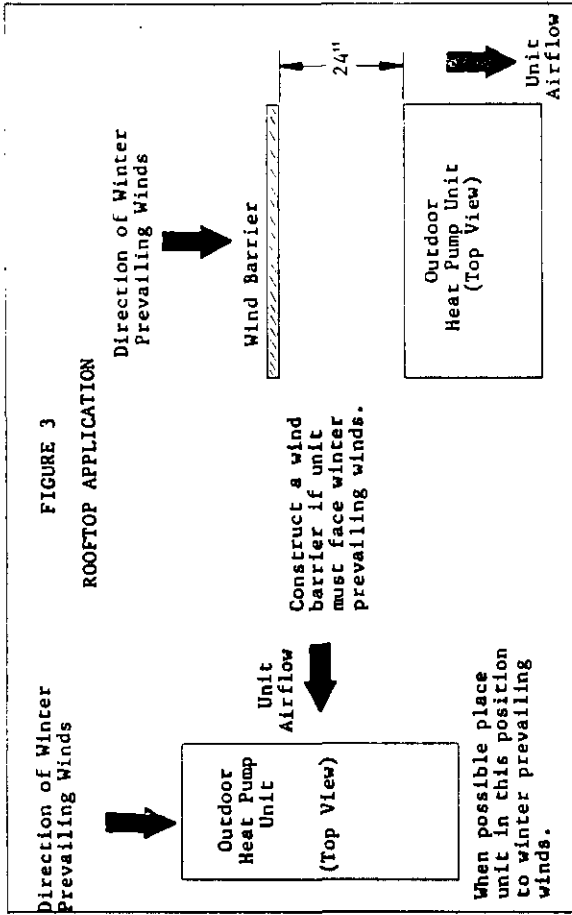 FIGURE 3
ROOFTOP APPLICATION
Direction of Winter
Prevailing Winds
Outdoor
Heat Pump
Unit
(Top View)
Unit
Airflow
When possible place
unit in this position
to winter prevailing
winds.
Construct a wind
barrier if unit
must face winter
prevailing winds.
Direction of Winter
Prevailing Winds
Wind Barrier
24"
Outdoor
Heat Pump Unit
(Top View)
Unit
Airflow